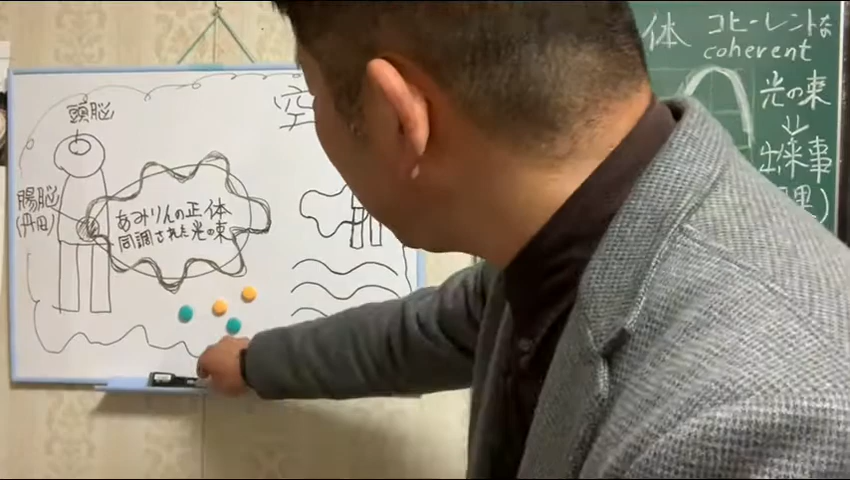 頭脳
腸脳
(丹田)
あみりんの正体
同調された光の束
空
体
コヒーレントな
coherent
光の束
出来事